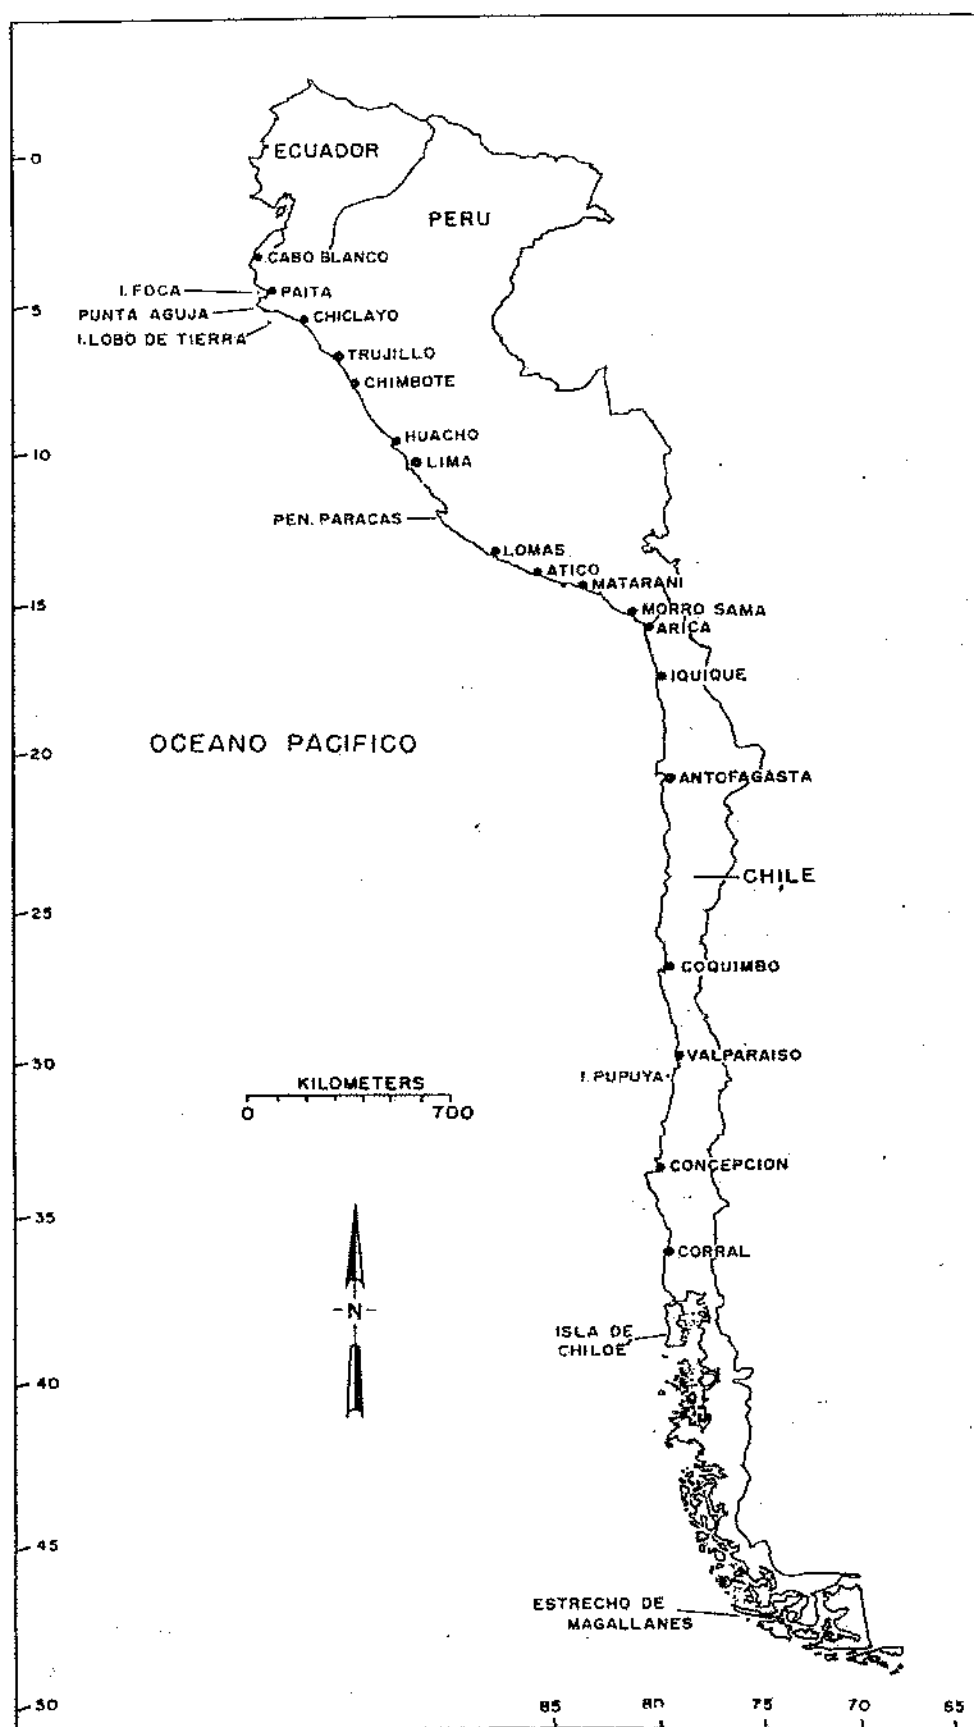 ECUADOR
0
PERU
CABO BLANCO
I. FOCA
PAITA
5
PUNTA AGUJA
CHICLAYO
I. LOBO DE TIERRA
TRUJILLO
CHIMBOTE
HUACHO
10
LIMA
PEN. PARACAS
LOMAS
ATICO
MATARANI
15
MORRO SAMA
ARICA
IQUIQUE
OCEANO PACIFICO
20
ANTOFAGASTA
CHILE
25
COQUIMBO
VALPARAISO
30
I. PUPUYA
KILOMETERS
0 700
CONCEPCION
35
CORRAL
N
ISLA DE
CHILOE
40
45
ESTRECHO DE
MAGALLANES
50
85 80 75 70 65